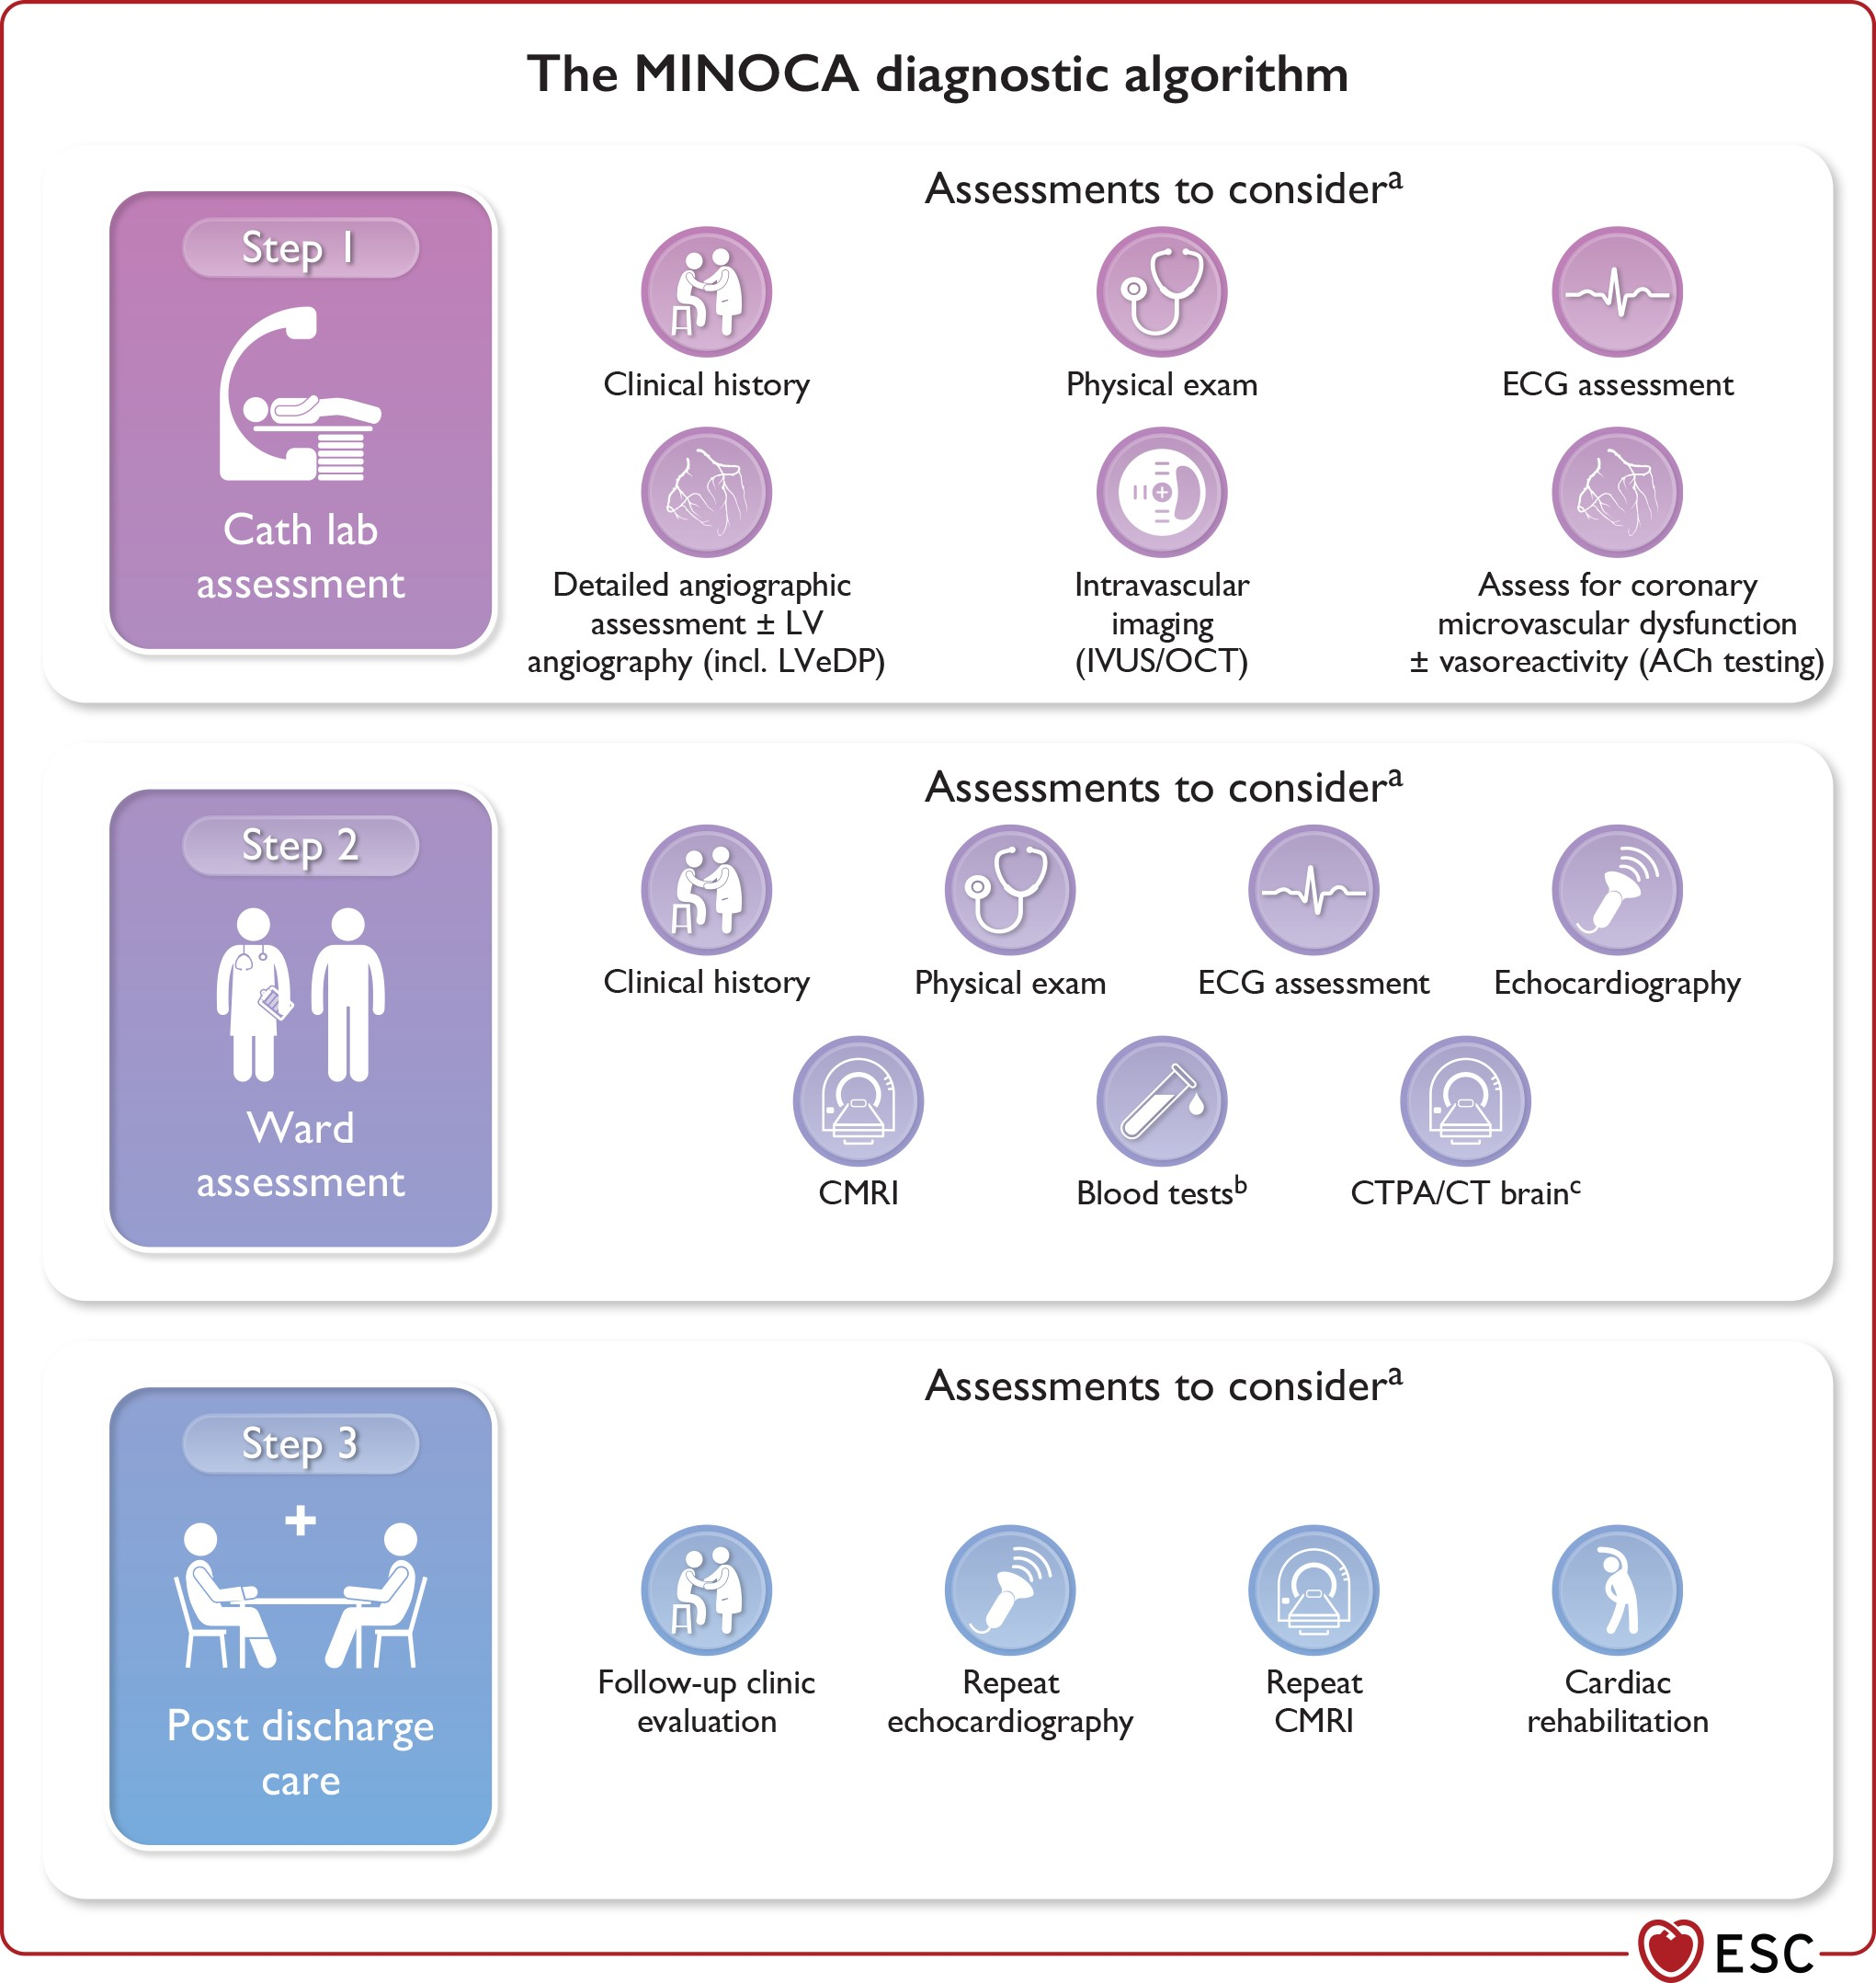 The MINOCA diagnostic algorithm
Step 1
Cath lab
assessment
Assessments to considerᵃ
Clinical history
Physical exam
ECG assessment
Detailed angiographic
assessment ± LV
angiography (incl. LVeDP)
Intravascular
imaging
(IVUS/OCT)
Assess for coronary
microvascular dysfunction
± vasoreactivity (ACh testing)
Step 2
Ward
assessment
Assessments to considerᵃ
Clinical history
Physical exam
ECG assessment
Echocardiography
CMRI
Blood testsᵇ
CTPA/CT brainᶜ
Step 3
Post discharge
care
Assessments to considerᵃ
Follow-up clinic
evaluation
Repeat
echocardiography
Repeat
CMRI
Cardiac
rehabilitation
ESC